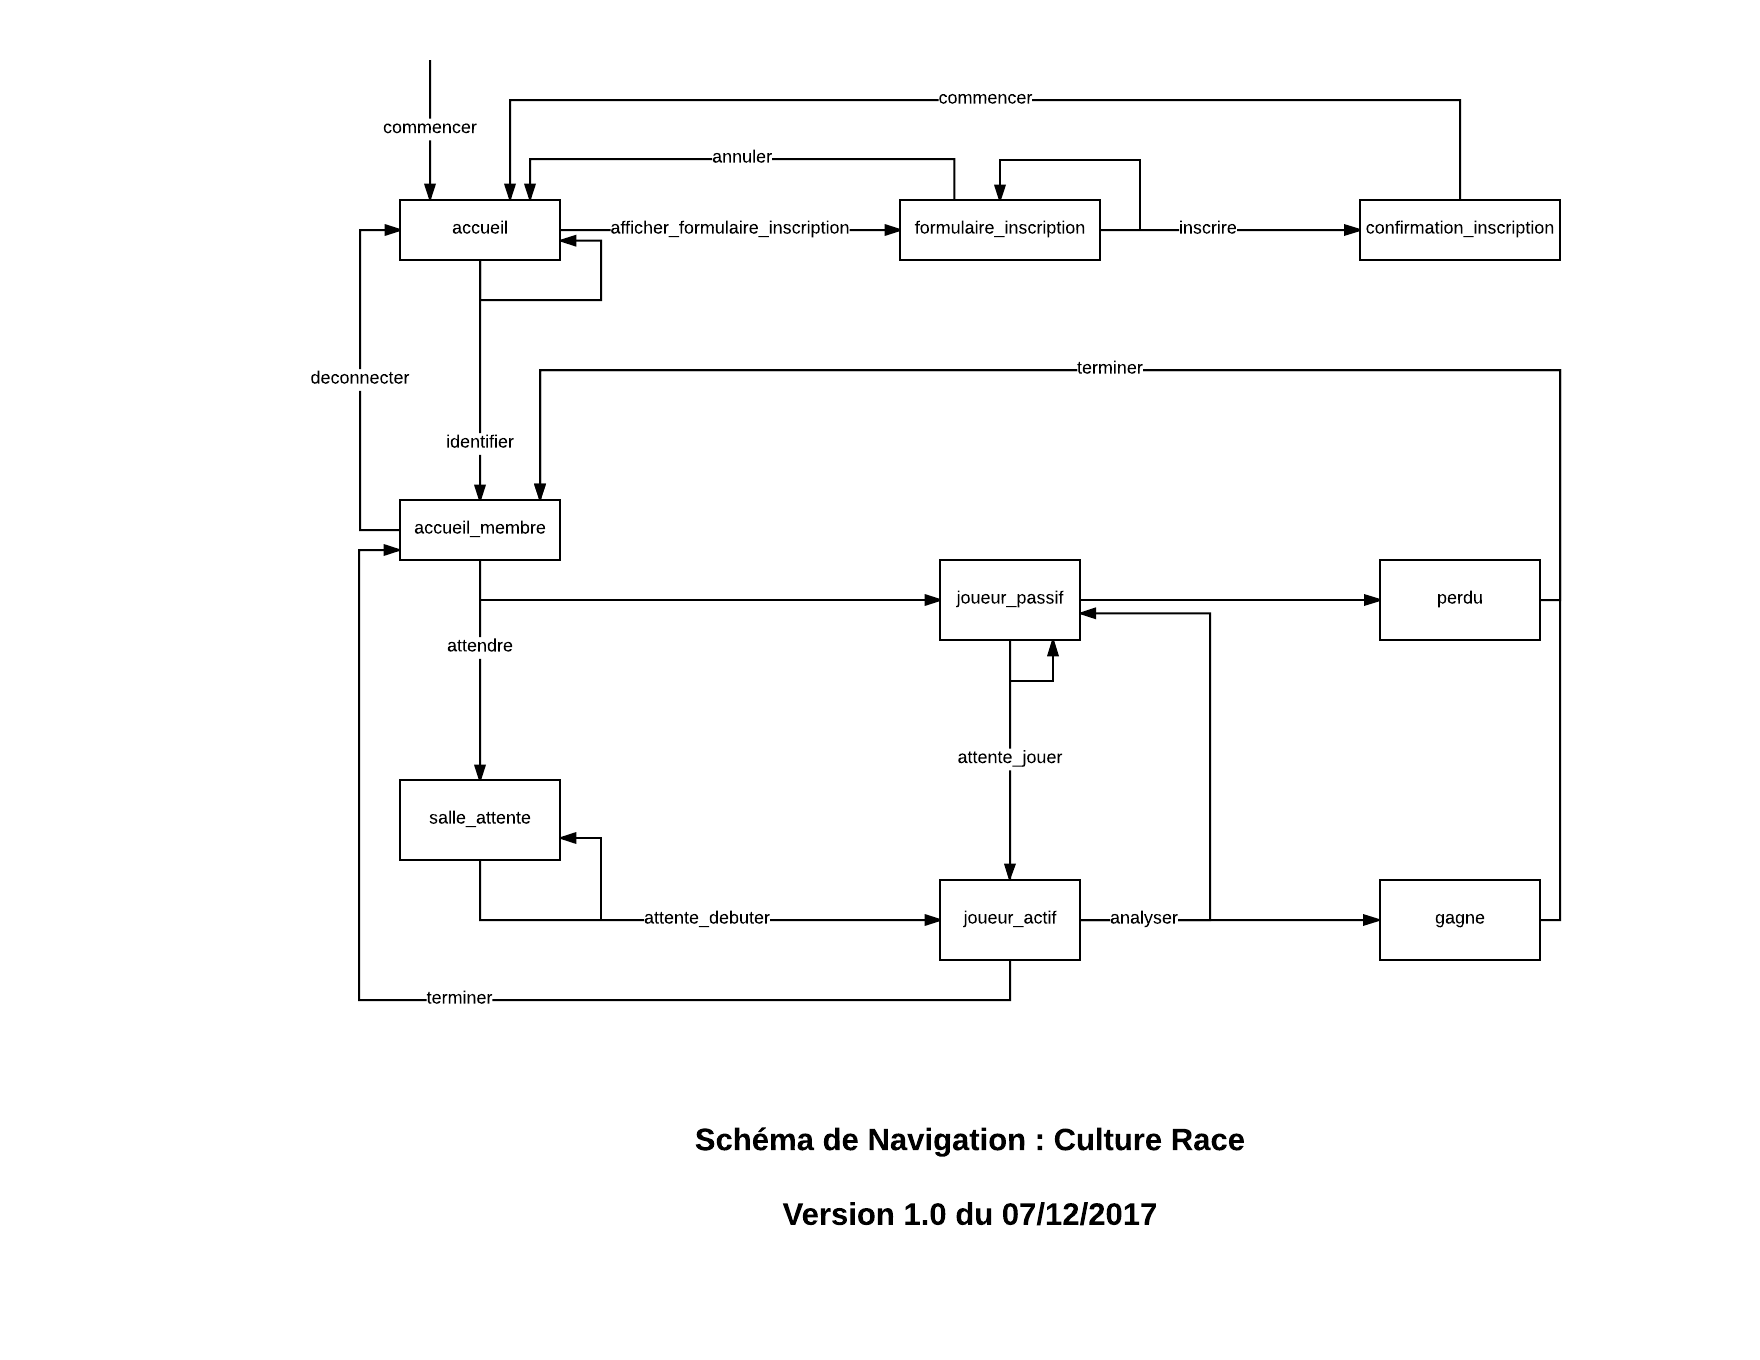 commencer
commencer
annuler
accueil
afficher_formulaire_inscription
formulaire_inscription
inscrire
confirmation_inscription
terminer
deconnecter
identifier
accueil_membre
joueur_passif
perdu
attendre
attente_jouer
salle_attente
attente_debuter
joueur_actif
analyser
gagne
terminer
Schéma de Navigation : Culture Race
Version 1.0 du 07/12/2017